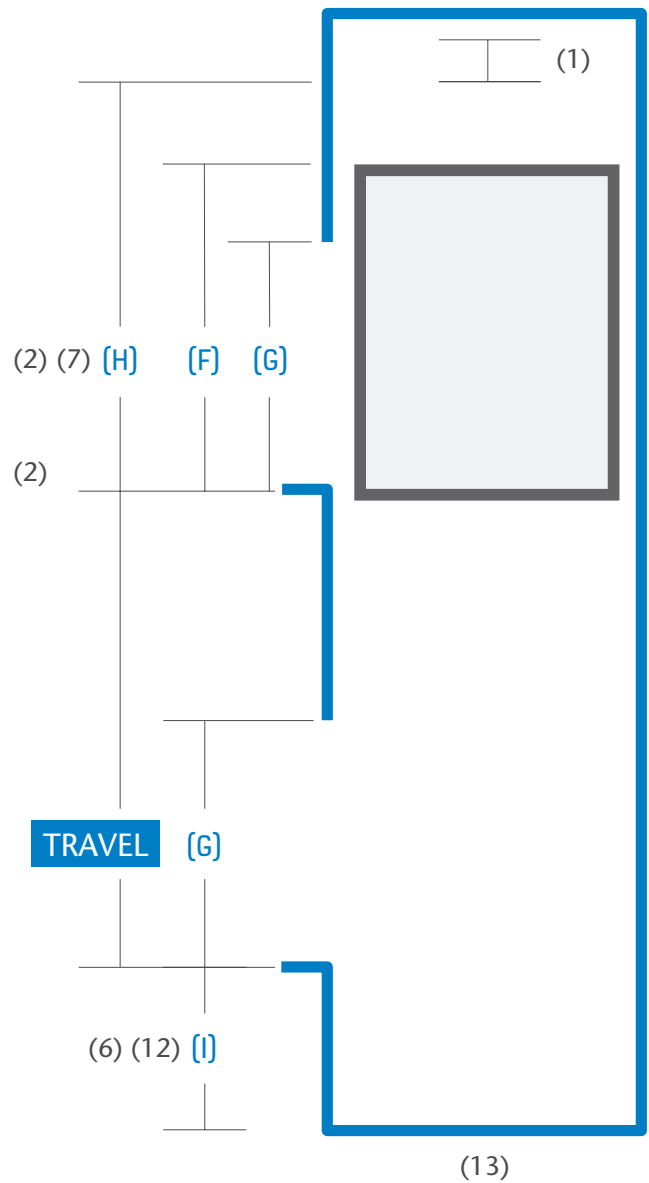 (1)
(2) (7) (H) (F) (G)
(2)
TRAVEL (G)
(6) (12) (I)
(13)